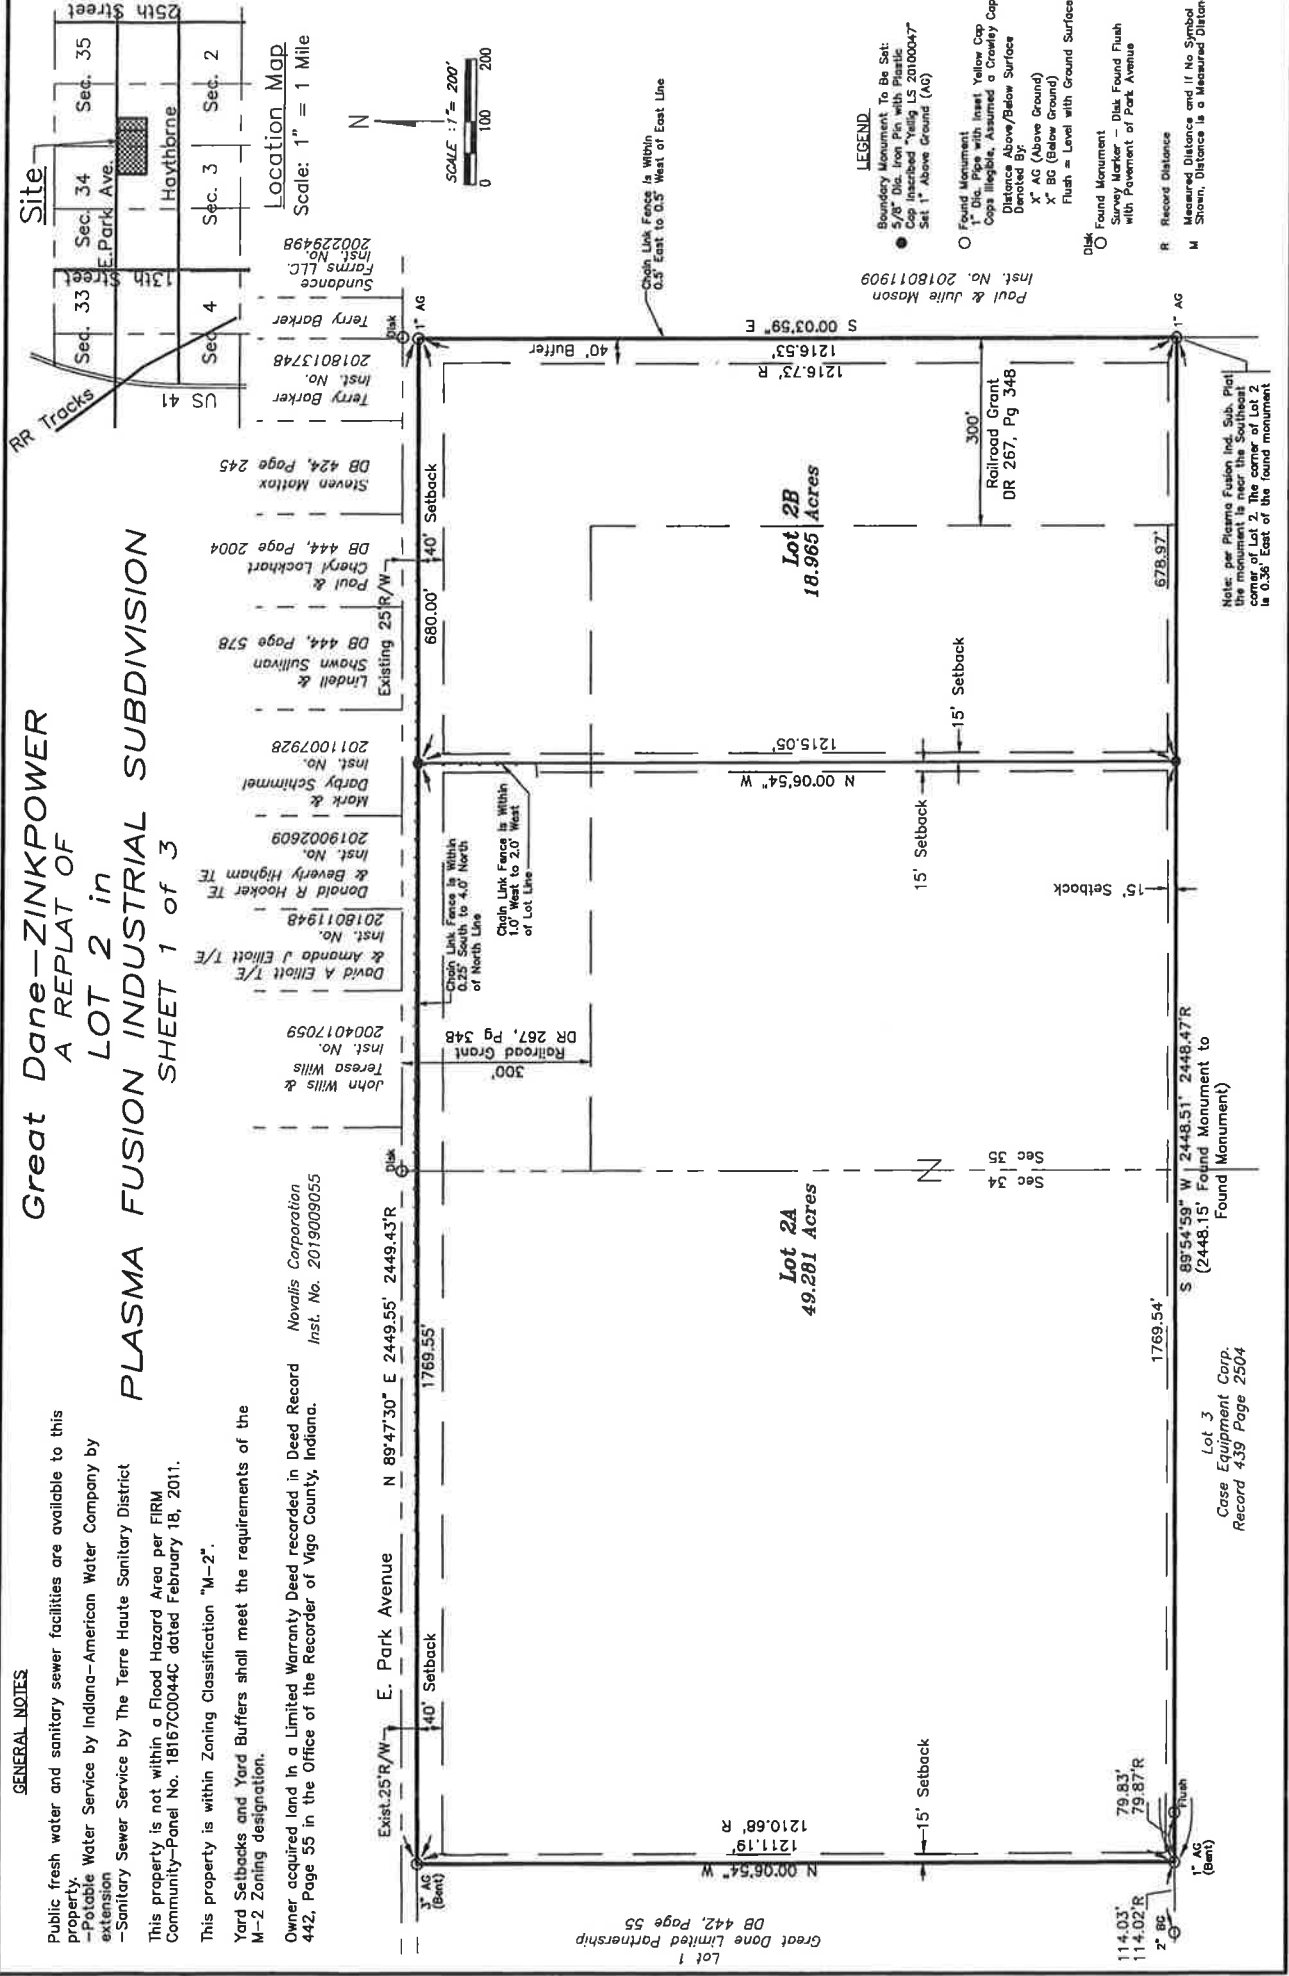 Great Dane-ZINKPOWER
A REPLAT OF
LOT 2 in
PLASMA FUSION INDUSTRIAL SUBDIVISION
SHEET 1 of 3
GENERAL NOTES
Public fresh water and sanitary sewer facilities are available to this
property.
-Potable Water Service by Indiana-American Water Company by
extension
-Sanitary Sewer Service by The Terre Haute Sanitary District
This property is not within a Flood Hazard Area per FIRM
Community-Panel No. 18167C0044C dated February 18, 2011.
This property is within Zoning Classification "M-2".
Yard Setbacks and Yard Buffers shall meet the requirements of the
M-2 Zoning designation.
Owner acquired land in a Limited Warranty Deed recorded in Deed Record
442, Page 55 in the Office of the Recorder of Vigo County, Indiana.
Site
RR Tracks
US 41
13th Street
25th Street
E.Park Ave.
Haythorne
Sec. 33
Sec. 34
Sec. 35
Sec. 4
Sec. 3
Sec. 2
Location Map
Scale: 1" = 1 Mile
N
SCALE : 1"= 200'
0
100
200
Novalis Corporation
Inst. No. 2019009055
John Wills &
Teresa Wills
Inst. No.
2004017059
David A Elliott T/E
& Amanda J Elliott T/E
Inst. No.
2018011948
Donald R Hooker TE
& Beverly Higham TE
Inst. No.
2019002609
Mark &
Darby Schimmel
Inst. No.
2011007928
Lindell &
Shawn Sullivan
DB 444, Page 578
Paul &
Cheryl Lockhart
DB 444, Page 2004
Steven Mattox
DB 424, Page 245
Terry Barker
Inst. No.
2018013748
Terry Barker
Sundance
Farms LLC.
Inst. No.
200229498
Exist.25'R/W
E. Park Avenue
N 89°47'30" E 2449.55' 2449.43'R
Disk
Existing 25'R/W
Disk
3" AG
(Bent)
40' Setback
1769.55'
680.00'
40' Setback
1" AG
Chain Link Fence is Within
0.25' South to 4.0' North
of North Line
Chain Link Fence is Within
1.0' West to 2.0' West
of Lot Line
300'
Railroad Grant
DR 267, Pg 348
40' Buffer
S 00°03'59" E
1216.53'
1216.73' R
Chain Link Fence is Within
0.5' East to 0.5' West of East Line
Paul & Julie Mason
Inst. No. 2018011909
300'
Railroad Grant
DR 267, Pg 348
Lot 2B
18.965 Acres
Lot 2A
49.281 Acres
1215.05'
N 00°06'54" W
15' Setback
15' Setback
15' Setback
Sec 35
Sec 34
1210.68' R
1211.19'
N 00°06'54" W
15' Setback
Lot 1
Great Dane Limited Partnership
DB 442, Page 55
114.03'
114.02'R
2" BG
79.83'
79.87'R
Flush
1" AG
(Bent)
1769.54'
678.97'
1" AG
S 89°54'59" W 2448.51' 2448.47'R
(2448.15' Found Monument to
Found Monument)
Lot 3
Case Equipment Corp.
Record 439 Page 2504
Note: per Plasma Fusion Ind. Sub. Plat
the monument is near the Southeast
corner of Lot 2. The corner of Lot 2
is 0.36' East of the found monument
LEGEND
Boundary Monument To Be Set:
5/8" Dia. Iron Pin with Plastic
Cap Inscribed "Yeilig LS 20100047"
Set 1" Above Ground (AG)
Found Monument
1" Dia. Pipe with Inset Yellow Cap
Caps Illegible, Assumed a Crowley Cap
Distance Above/Below Surface
Denoted By:
X" AG (Above Ground)
X" BG (Below Ground)
Flush = Level with Ground Surface
Disk
Found Monument
Survey Marker - Disk Found Flush
with Pavement of Park Avenue
R Record Distance
M Measured Distance and If No Symbol
Shown, Distance is a Measured